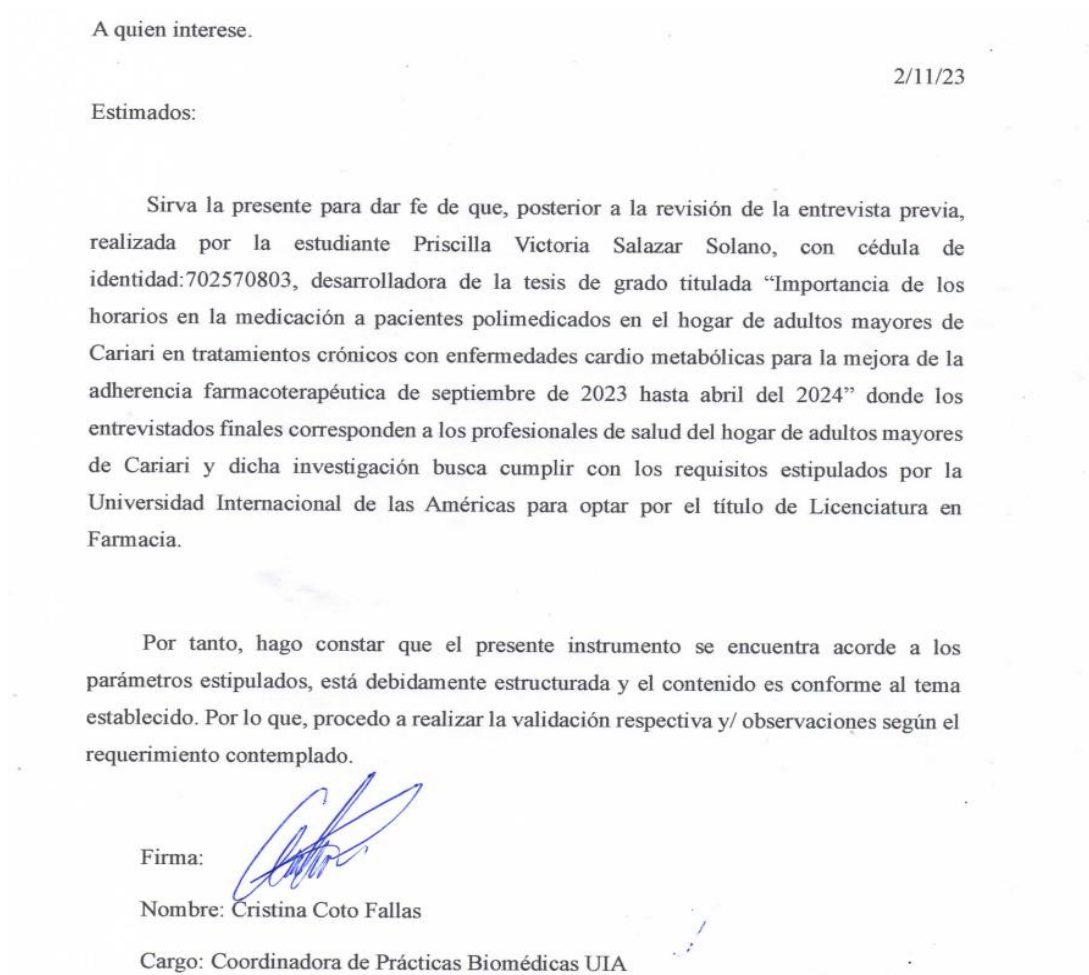 A quien interese.
2/11/23
Estimados:
Sirva la presente para dar fe de que, posterior a la revisión de la entrevista previa,
realizada por la estudiante Priscilla Victoria Salazar Solano, con cédula de
identidad:702570803, desarrolladora de la tesis de grado titulada “Importancia de los
horarios en la medicación a pacientes polimedicados en el hogar de adultos mayores de
Cariari en tratamientos crónicos con enfermedades cardio metabólicas para la mejora de la
adherencia farmacoterapéutica de septiembre de 2023 hasta abril del 2024” donde los
entrevistados finales corresponden a los profesionales de salud del hogar de adultos mayores
de Cariari y dicha investigación busca cumplir con los requisitos estipulados por la
Universidad Internacional de las Américas para optar por el título de Licenciatura en
Farmacia.
Por tanto, hago constar que el presente instrumento se encuentra acorde a los
parámetros estipulados, está debidamente estructurada y el contenido es conforme al tema
establecido. Por lo que, procedo a realizar la validación respectiva y/ observaciones según el
requerimiento contemplado.
Firma:
Nombre: Cristina Coto Fallas
Cargo: Coordinadora de Prácticas Biomédicas UIA